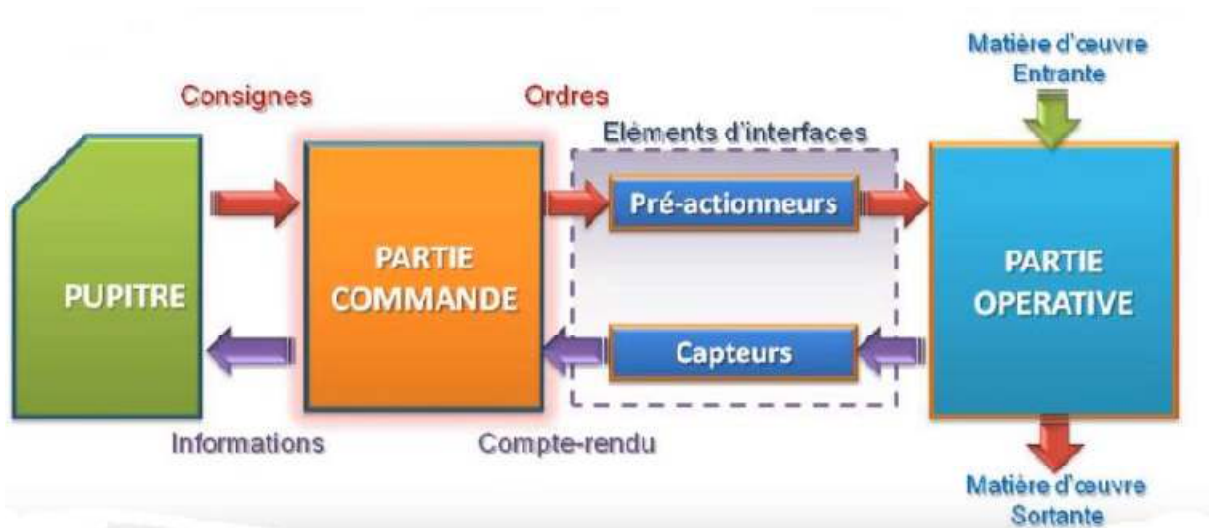 Matière d'œuvre
Entrante
Consignes
Ordres
Elèments d'interfaces
Pré-actionneurs
PUPITRE
PARTIE
COMMANDE
PARTIE
OPERATIVE
Capteurs
Informations
Compte-rendu
Matière d'œuvre
Sortante